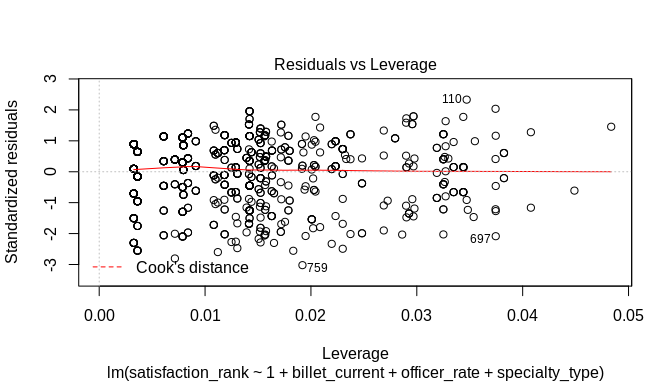 Residuals vs Leverage
Standardized residuals
3
2
1
0
-1
-2
-3
110
697
759
Cook's distance
0.00 0.01 0.02 0.03 0.04 0.05
Leverage
lm(satisfaction_rank ~ 1 + billet_current + officer_rate + specialty_type)